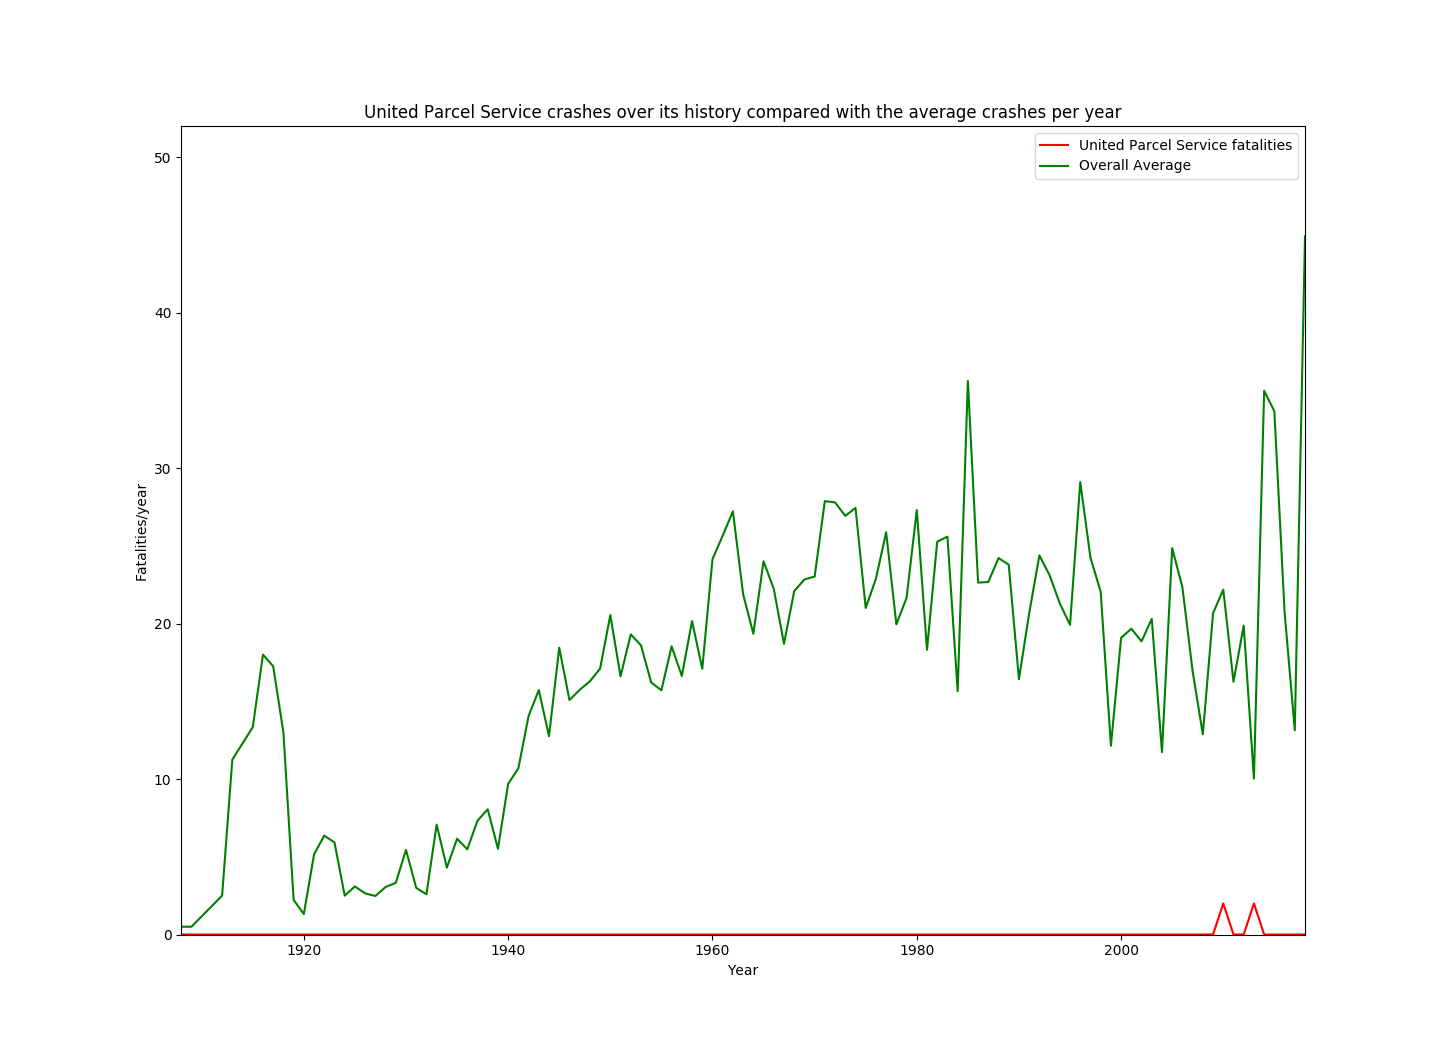 United Parcel Service crashes over its history compared with the average crashes per year
United Parcel Service fatalities
Overall Average
50
40
30
20
10
0
Fatalities/year
1920 1940 1960 1980 2000
Year